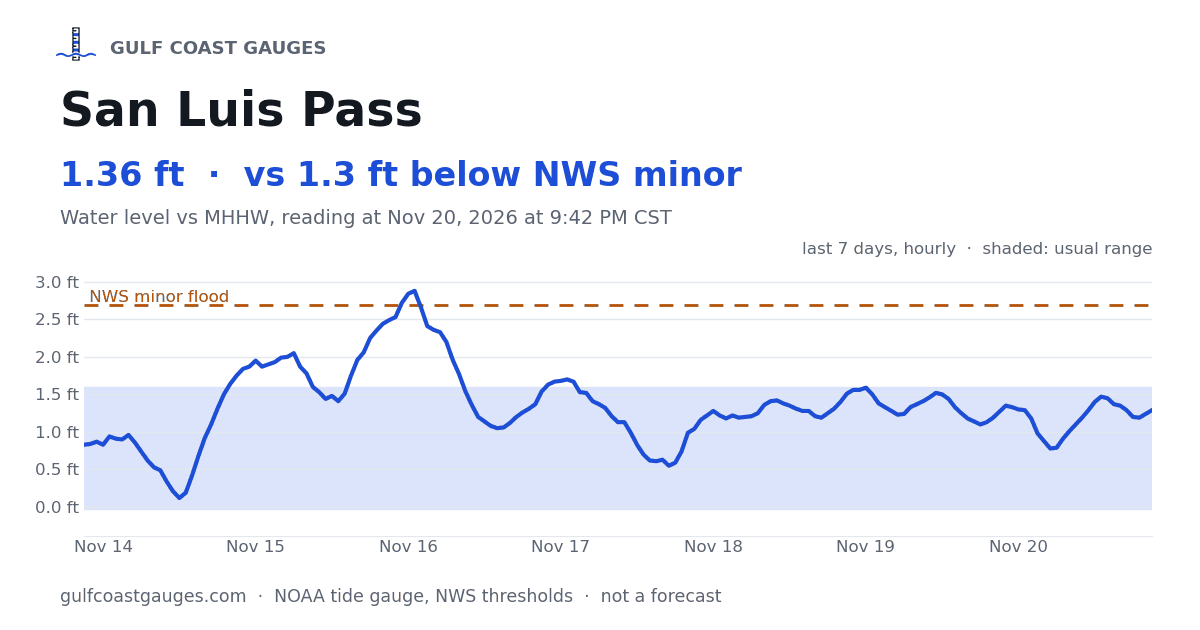 GULF COAST GAUGES
San Luis Pass
1.36 ft · vs 1.3 ft below NWS minor
Water level vs MHHW, reading at Nov 20, 2026 at 9:42 PM CST
last 7 days, hourly · shaded: usual range
3.0 ft
NWS minor flood
2.5 ft
2.0 ft
1.5 ft
1.0 ft
0.5 ft
0.0 ft
Nov 14 Nov 15 Nov 16 Nov 17 Nov 18 Nov 19 Nov 20
gulfcoastgauges.com · NOAA tide gauge, NWS thresholds · not a forecast